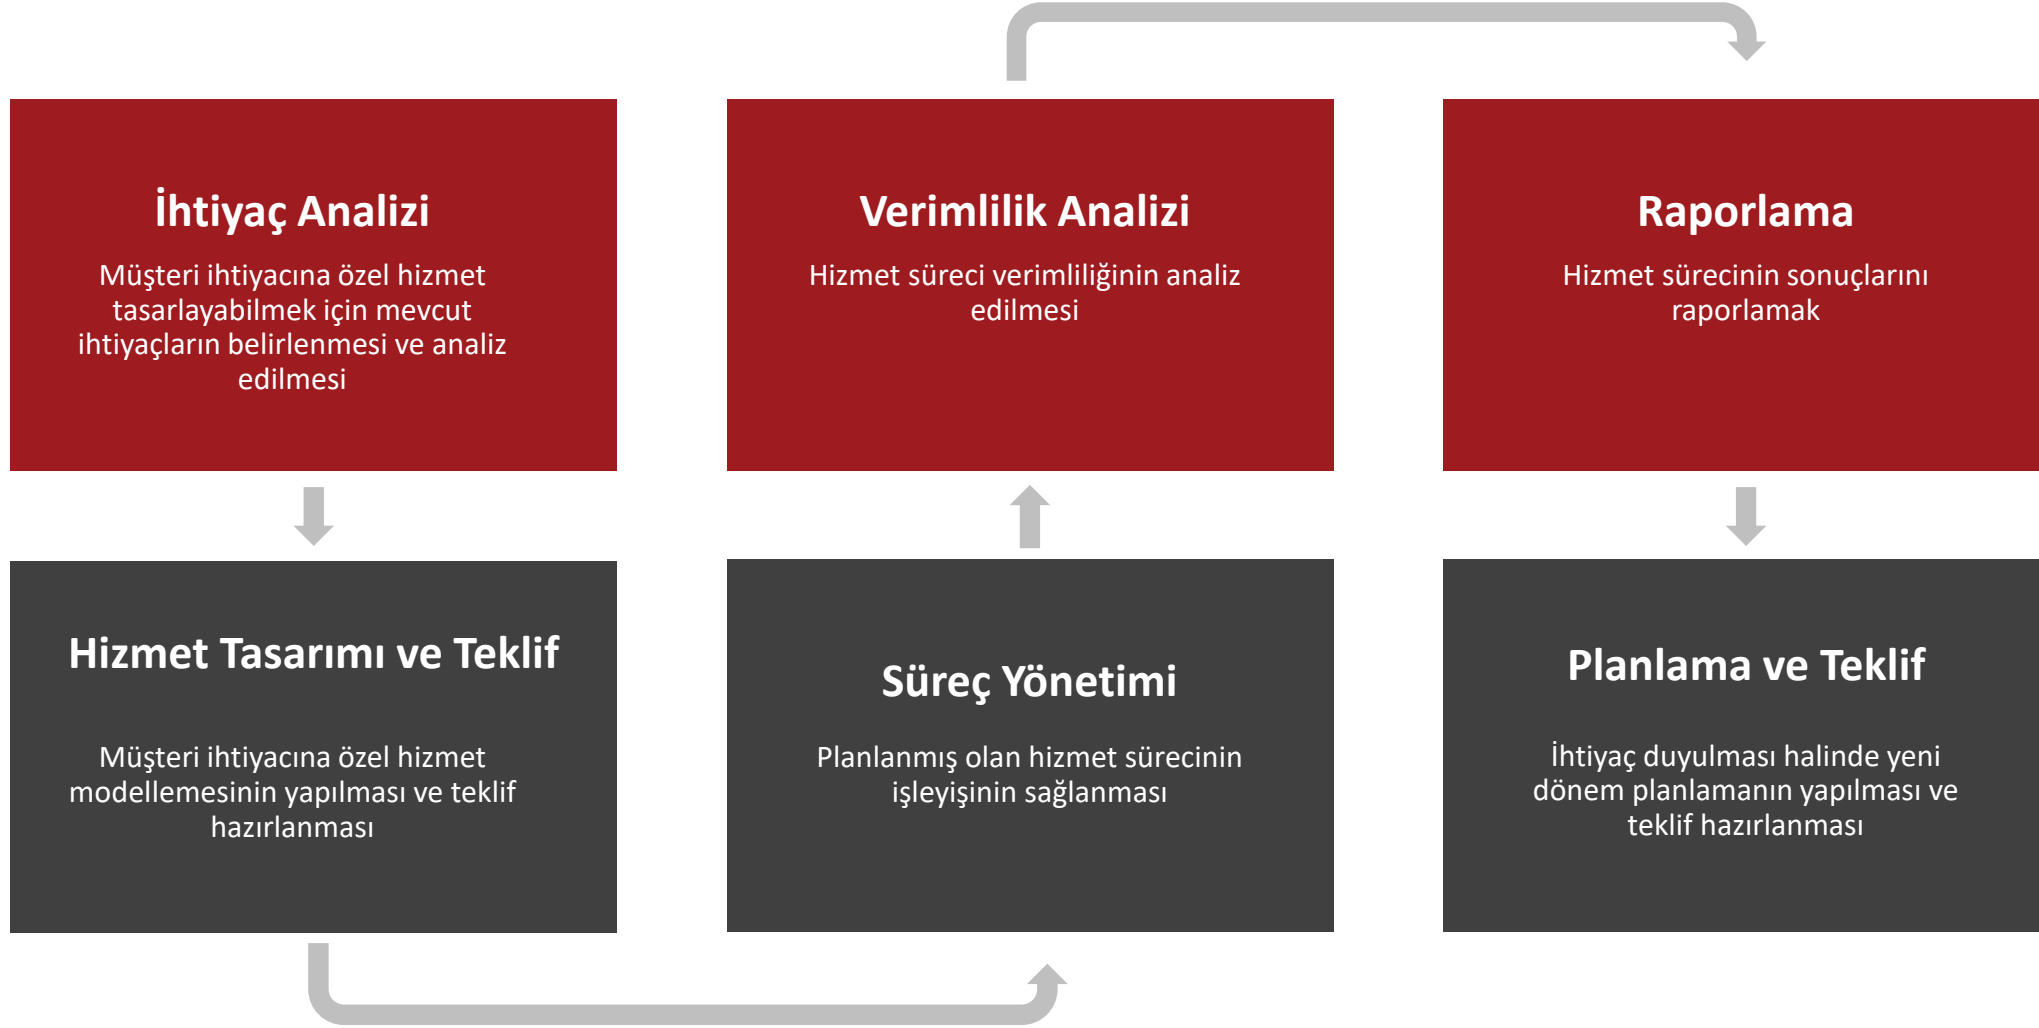 İhtiyaç Analizi
Müşteri ihtiyacına özel hizmet
tasarlayabilmek için mevcut
ihtiyaçların belirlenmesi ve analiz
edilmesi
Hizmet Tasarımı ve Teklif
Müşteri ihtiyacına özel hizmet
modellemesinin yapılması ve teklif
hazırlanması
Süreç Yönetimi
Planlanmış olan hizmet sürecinin
işleyişinin sağlanması
Verimlilik Analizi
Hizmet süreci verimliliğinin analiz
edilmesi
Raporlama
Hizmet sürecinin sonuçlarını
raporlamak
Planlama ve Teklif
İhtiyaç duyulması halinde yeni
dönem planlamanın yapılması ve
teklif hazırlanması